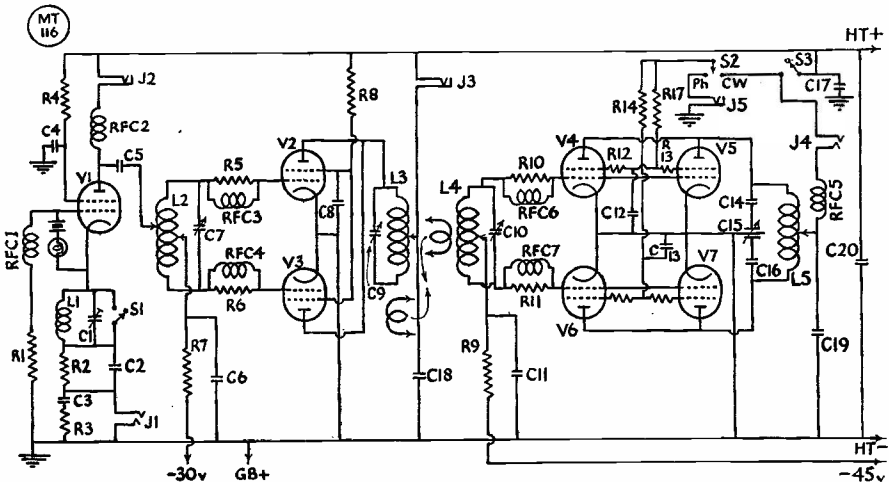 MT
116
HT+
J2
J3
S2
S3
R4
R8
R14
R17
Ph
CW
C17
J5
RFC2
C4
C5
V2
V4
R
13
V5
J4
V1
R5
R10
R12
L2
RFC3
C8
L3
L4
RFC6
C12
C14
RFC5
RFC1
C7
C10
C15
RFC4
RFC7
C
13
C16
C20
L1
V3
C9
V7
L5
C1
S1
R6
R11
V6
R1
R2
C2
R7
C6
C18
R9
C11
C19
C3
R3
J1
HT-
-30v
GB+
-45v